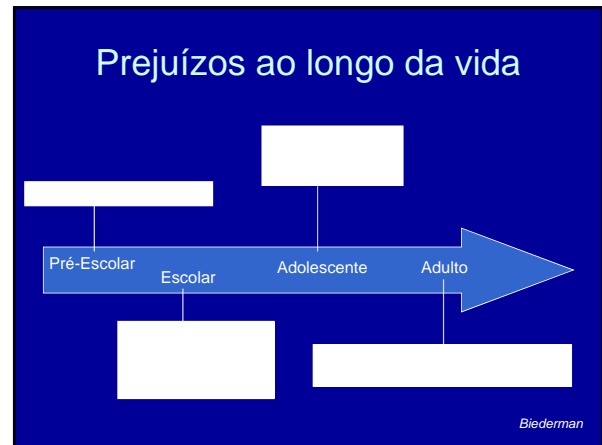 Prejuízos ao longo da vida
Pré-Escolar
Escolar
Adolescente
Adulto
Biederman